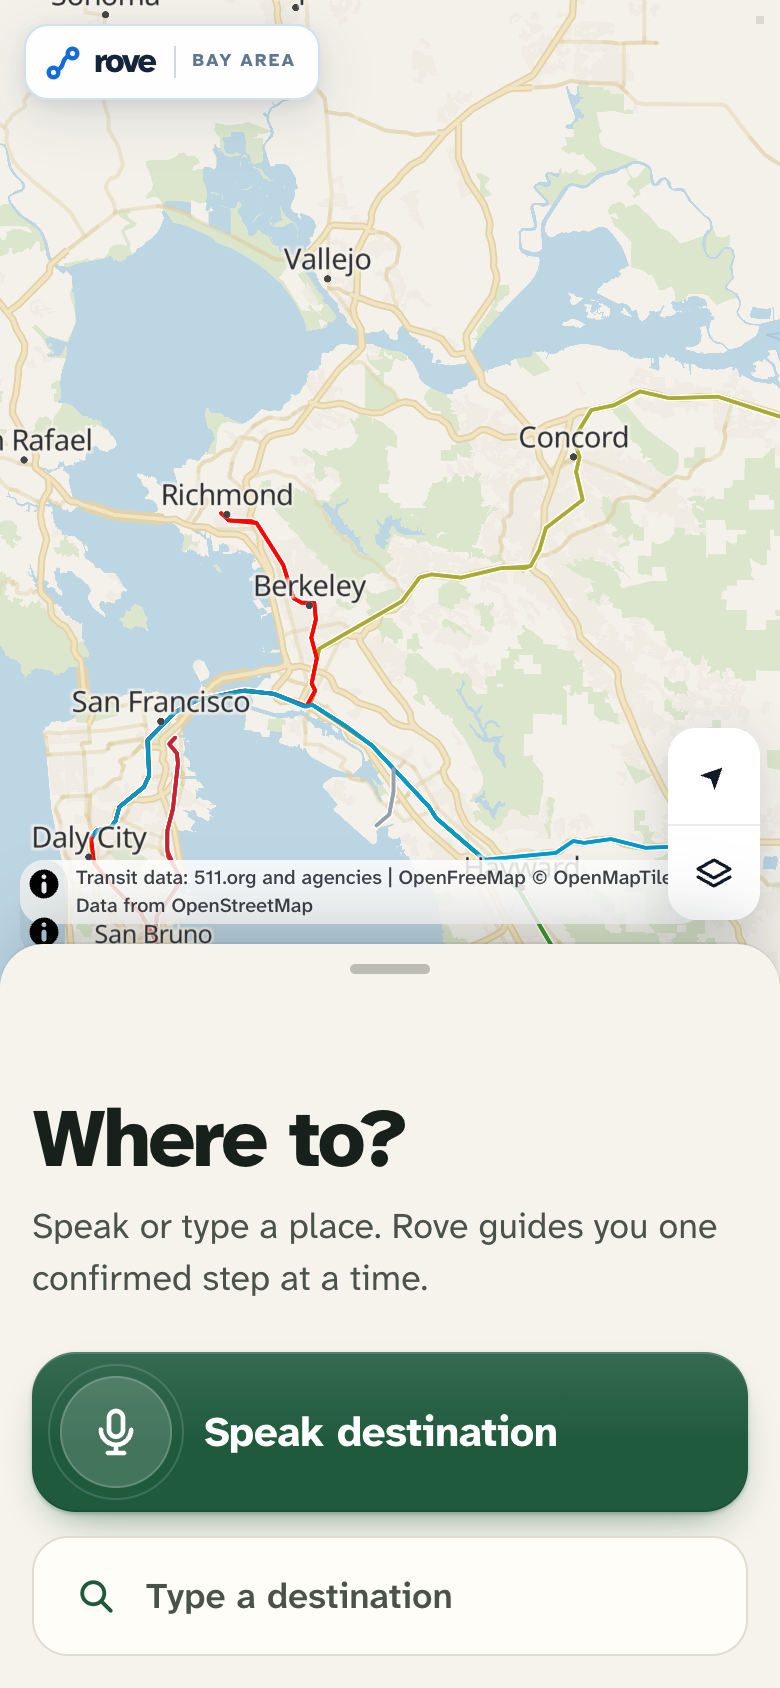 Sonoma
rove BAY AREA
Vallejo
Concord
n Rafael
Richmond
Berkeley
San Francisco
Daly City
Hayward
Transit data: 511.org and agencies | OpenFreeMap © OpenMapTile
Data from OpenStreetMap
San Bruno
Where to?
Speak or type a place. Rove guides you one
confirmed step at a time.
Speak destination
Type a destination